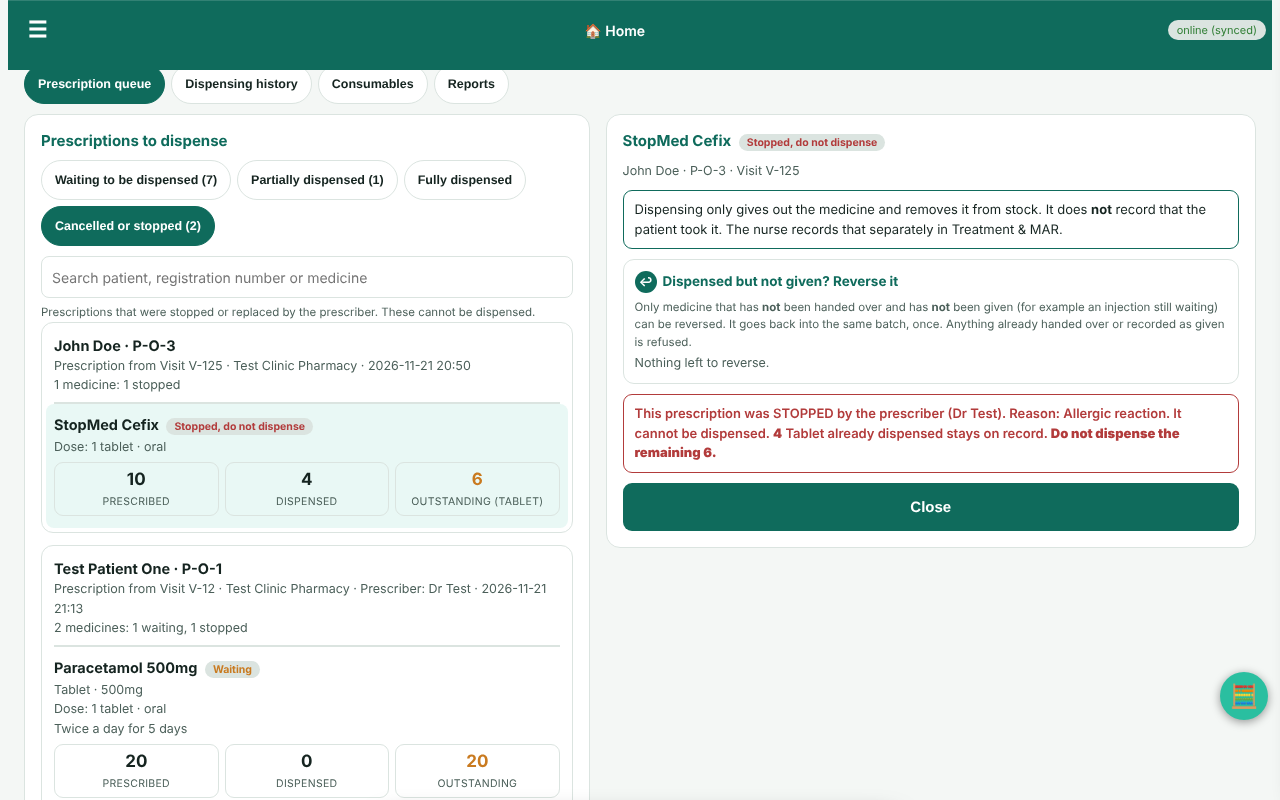 ☰
🏠 Home
online (synced)
Prescription queue
Dispensing history
Consumables
Reports
Prescriptions to dispense
Waiting to be dispensed (7)
Partially dispensed (1)
Fully dispensed
Cancelled or stopped (2)
Search patient, registration number or medicine
Prescriptions that were stopped or replaced by the prescriber. These cannot be dispensed.
John Doe · P-O-3
Prescription from Visit V-125 · Test Clinic Pharmacy · 2026-11-21 20:50
1 medicine: 1 stopped
StopMed Cefix Stopped, do not dispense
Dose: 1 tablet · oral
10
PRESCRIBED
4
DISPENSED
6
OUTSTANDING (TABLET)
Test Patient One · P-O-1
Prescription from Visit V-12 · Test Clinic Pharmacy · Prescriber: Dr Test · 2026-11-21
21:13
2 medicines: 1 waiting, 1 stopped
Paracetamol 500mg Waiting
Tablet · 500mg
Dose: 1 tablet · oral
Twice a day for 5 days
20
PRESCRIBED
0
DISPENSED
20
OUTSTANDING
StopMed Cefix Stopped, do not dispense
John Doe · P-O-3 · Visit V-125
Dispensing only gives out the medicine and removes it from stock. It does not record that the
patient took it. The nurse records that separately in Treatment & MAR.
Dispensed but not given? Reverse it
Only medicine that has not been handed over and has not been given (for example an injection still waiting)
can be reversed. It goes back into the same batch, once. Anything already handed over or recorded as given
is refused.
Nothing left to reverse.
This prescription was STOPPED by the prescriber (Dr Test). Reason: Allergic reaction. It
cannot be dispensed. 4 Tablet already dispensed stays on record. Do not dispense the
remaining 6.
Close